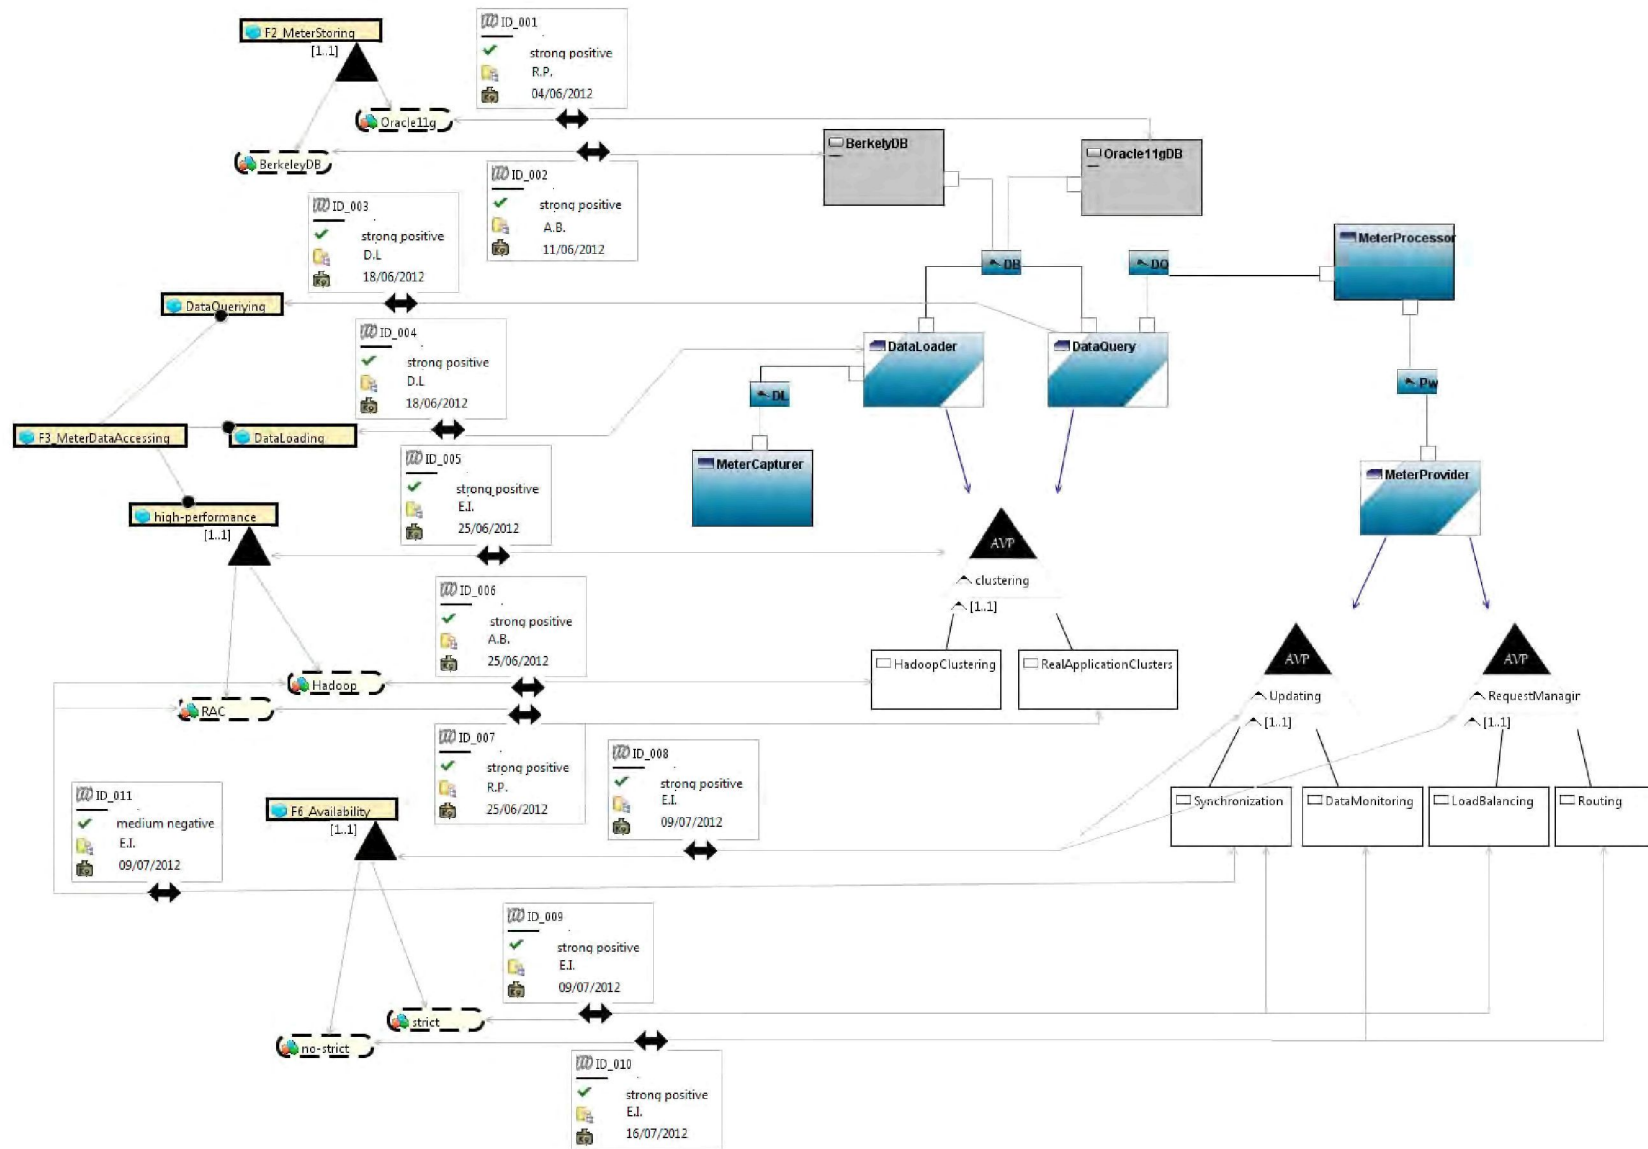 F2_MeterStoring
[1..1]
Oracle11g
BerkeleyDB
ID_001
strong positive
R.P.
04/06/2012
ID_002
strong positive
A.B.
11/06/2012
BerkelyDB
Oracle11gDB
ID_003
strong positive
D.L
18/06/2012
DB
DQ
MeterProcessor
DataQueriying
ID_004
strong positive
D.L
18/06/2012
DataLoader
DataQuery
DL
Pw
F3_MeterDataAccessing
DataLoading
MeterCapturer
MeterProvider
ID_005
strong positive
E.I.
25/06/2012
high-performance
[1..1]
AVP
clustering
[1..1]
ID_006
strong positive
A.B.
25/06/2012
HadoopClustering
RealApplicationClusters
AVP
Updating
[1..1]
AVP
RequestManagin
[1..1]
Hadoop
RAC
ID_007
strong positive
R.P.
25/06/2012
ID_008
strong positive
E.I.
09/07/2012
ID_011
medium negative
E.I.
09/07/2012
F6_Availability
[1..1]
Synchronization
DataMonitoring
LoadBalancing
Routing
ID_009
strong positive
E.I.
09/07/2012
strict
no-strict
ID_010
strong positive
E.I.
16/07/2012